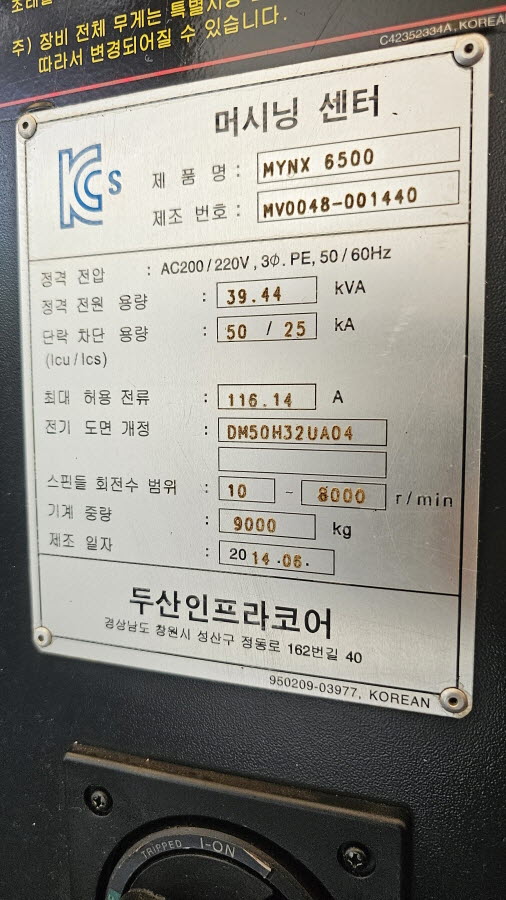 주) 장비 전체 무게는 특별사양
따라서 변경되어질 수 있습니다.
C42352334A, KOREAN
머시닝 센터
KCs
제 품 명 : MYNX 6500
제조 번호 : MV0048-001440
정격 전압 : AC200/220V, 3Φ. PE, 50/60Hz
정격 전원 용량 : 39.44 kVA
단락 차단 용량 : 50 / 25 kA
(Icu/Ics)
최대 허용 전류 : 116.14 A
전기 도면 개정 : DM50H32UA04
스핀들 회전수 범위 : 10 ~ 8000 r/min
기계 중량 : 9000 kg
제조 일자 : 2014.06.
두산인프라코어
경상남도 창원시 성산구 정동로 162번길 40
950209-03977, KOREAN
TRIPPED I-ON